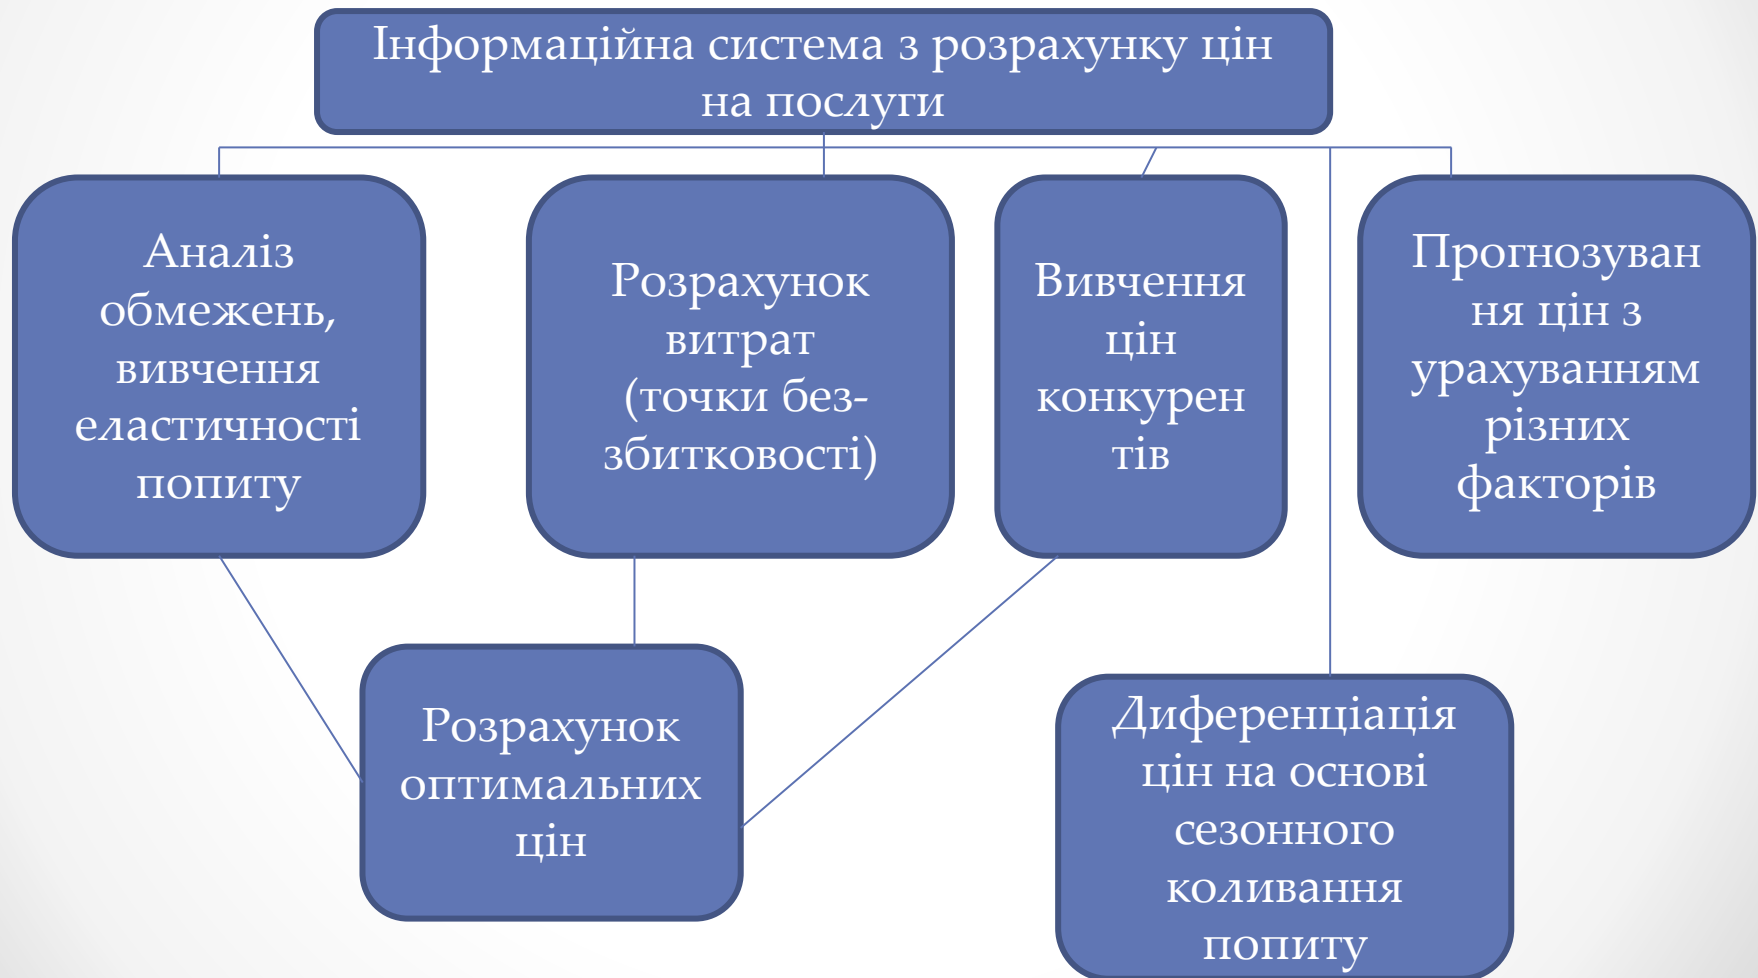 Інформаційна система з розрахунку цін
на послуги
Аналіз
обмежень,
вивчення
еластичності
попиту
Розрахунок
витрат
(точки без-
збитковості)
Вивчення
цін
конкурен
тів
Прогнозуван
ня цін з
урахуванням
різних
факторів
Розрахунок
оптимальних
цін
Диференціація
цін на основі
сезонного
коливання
попиту